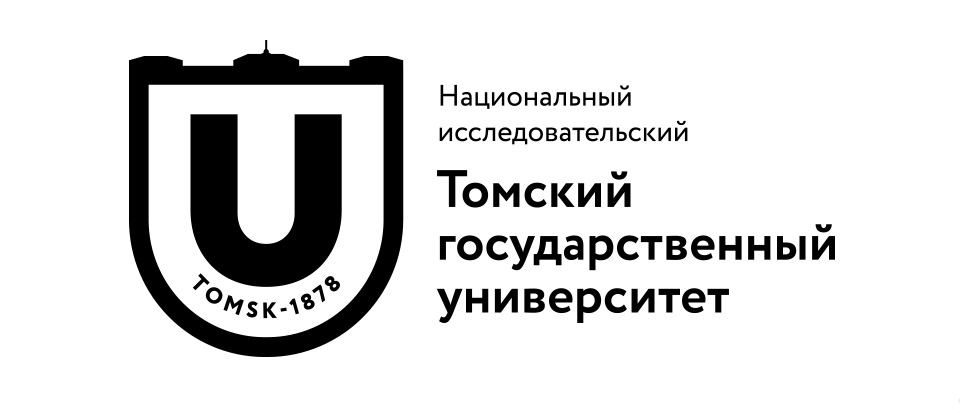 U
TOMSK-1878
Национальный
исследовательский
Томский
государственный
университет